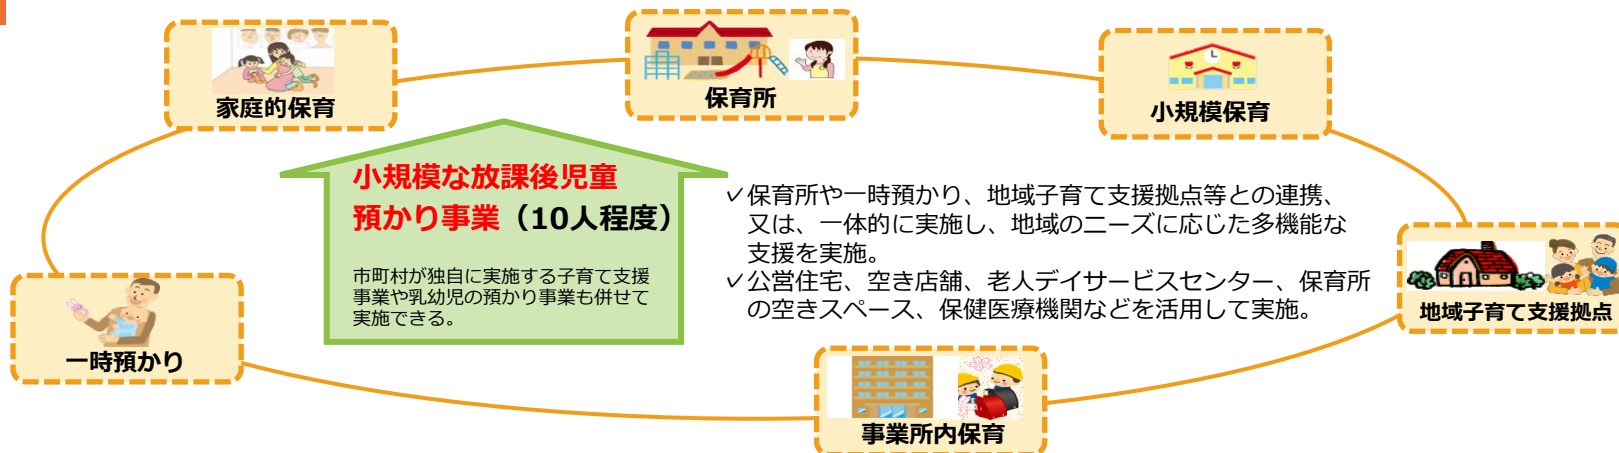 家庭的保育
保育所
小規模保育
小規模な放課後児童
預かり事業（10人程度）
市町村が独自に実施する子育て支援
事業や乳幼児の預かり事業も併せて
実施できる。
✓保育所や一時預かり、地域子育て支援拠点等との連携、
又は、一体的に実施し、地域のニーズに応じた多機能な
支援を実施。
✓公営住宅、空き店舗、老人デイサービスセンター、保育所
の空きスペース、保健医療機関などを活用して実施。
地域子育て支援拠点
一時預かり
事業所内保育